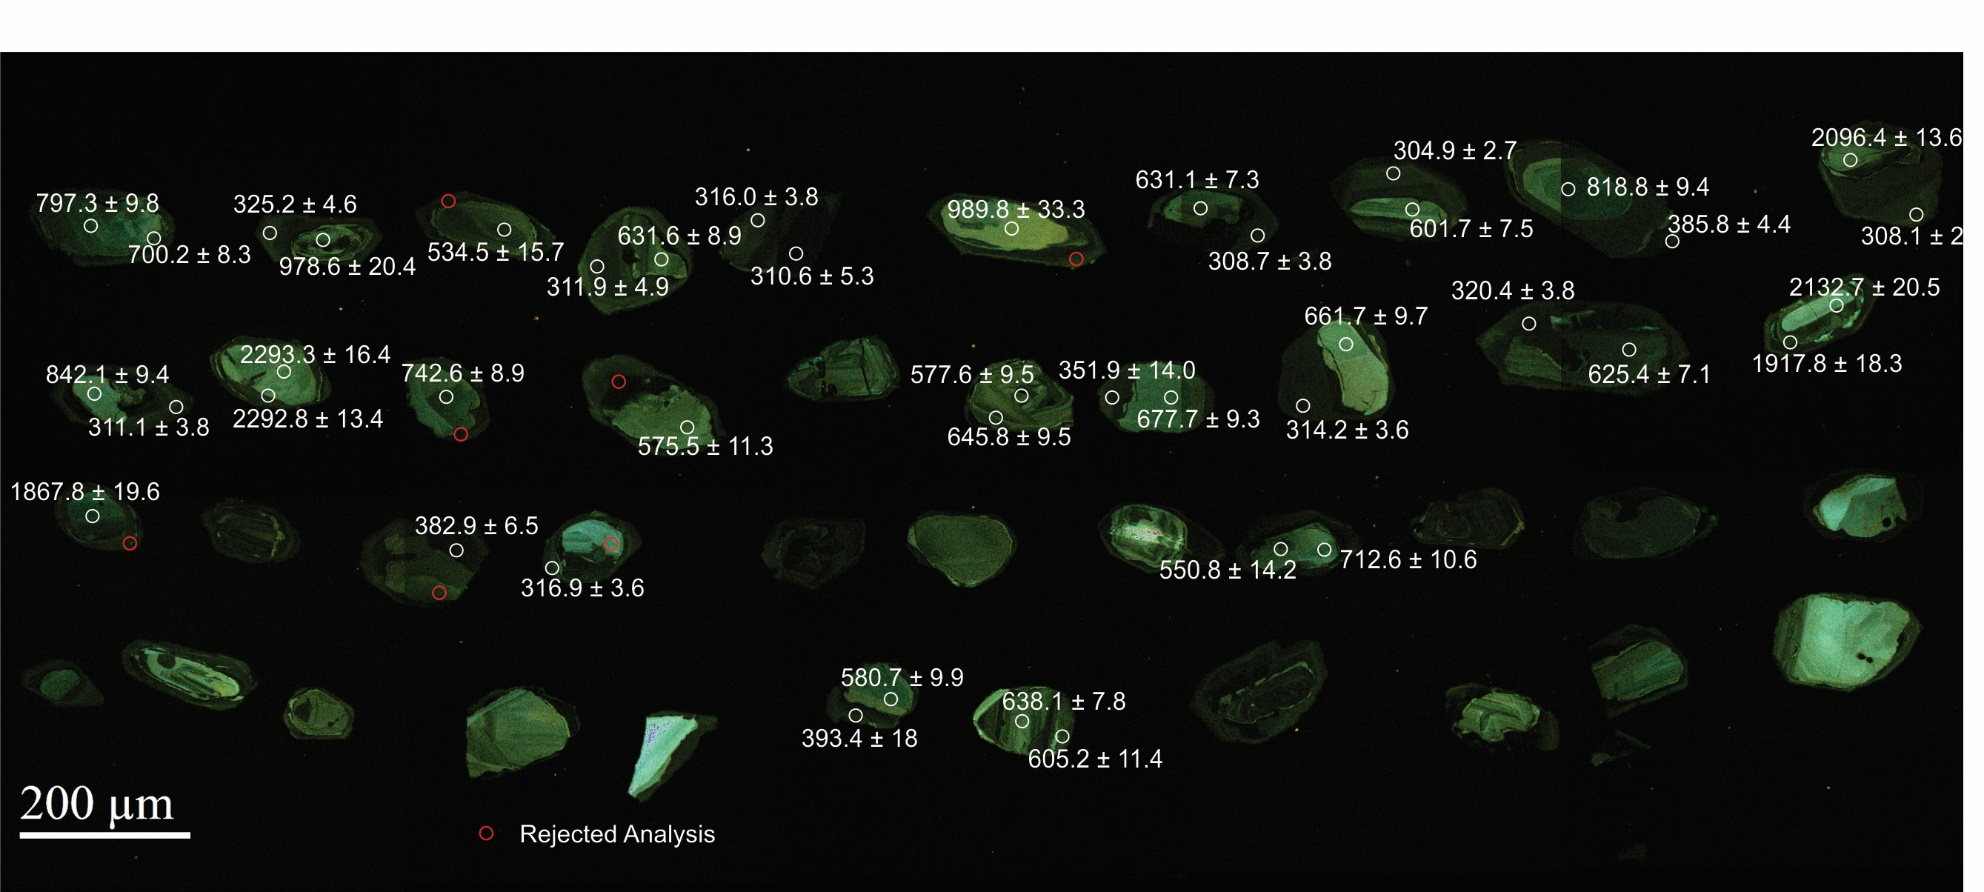 2096.4 ± 13.6
304.9 ± 2.7
631.1 ± 7.3
818.8 ± 9.4
316.0 ± 3.8
797.3 ± 9.8
325.2 ± 4.6
989.8 ± 33.3
385.8 ± 4.4
601.7 ± 7.5
631.6 ± 8.9
308.1 ± 2
700.2 ± 8.3
978.6 ± 20.4
534.5 ± 15.7
308.7 ± 3.8
310.6 ± 5.3
311.9 ± 4.9
320.4 ± 3.8
2132.7 ± 20.5
661.7 ± 9.7
2293.3 ± 16.4
1917.8 ± 18.3
842.1 ± 9.4
742.6 ± 8.9
577.6 ± 9.5
351.9 ± 14.0
625.4 ± 7.1
311.1 ± 3.8
2292.8 ± 13.4
677.7 ± 9.3
314.2 ± 3.6
645.8 ± 9.5
575.5 ± 11.3
1867.8 ± 19.6
382.9 ± 6.5
316.9 ± 3.6
550.8 ± 14.2
712.6 ± 10.6
580.7 ± 9.9
638.1 ± 7.8
393.4 ± 18
605.2 ± 11.4
200 µm
Rejected Analysis